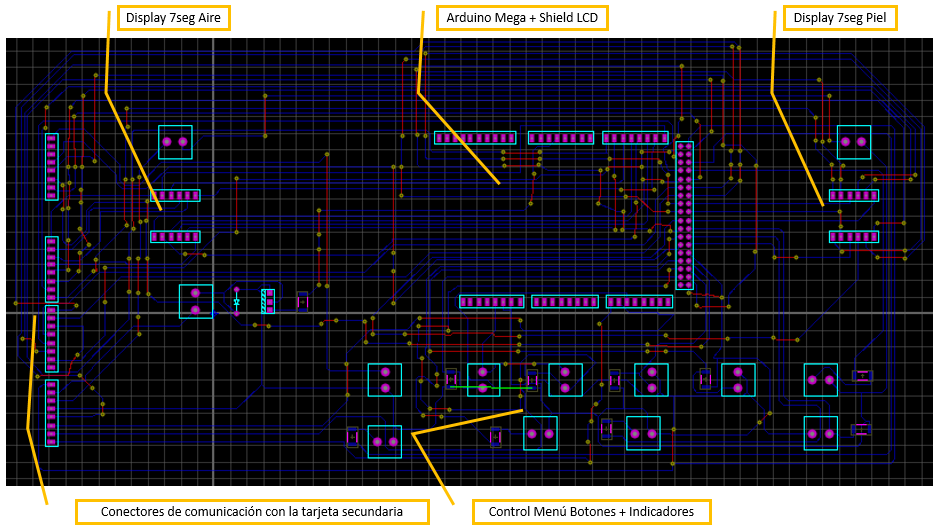 Display 7seg Aire
Arduino Mega + Shield LCD
Display 7seg Piel
Conectores de comunicación con la tarjeta secundaria
Control Menú Botones + Indicadores